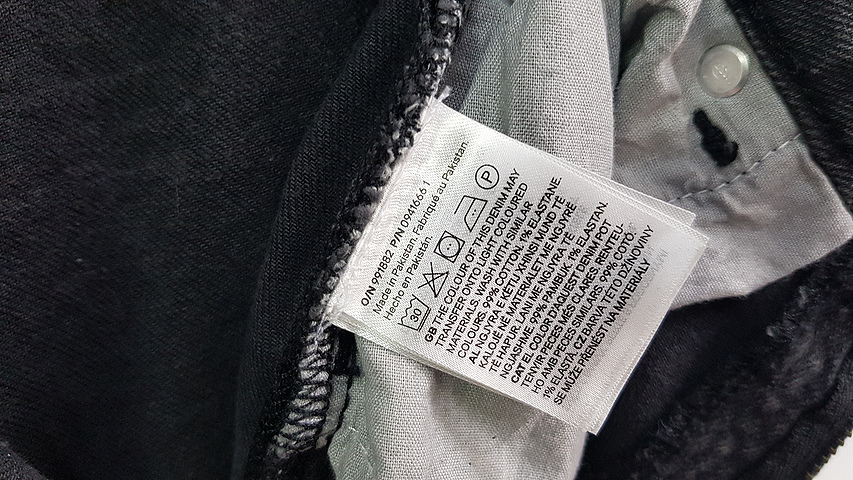 O/N 991882 P/N 0941666 1
Made in Pakistan. Fabriqué au Pakistan.
Hecho en Pakistán.
30
P
GB THE COLOUR OF THIS DENIM MAY
TRANSFER ONTO LIGHT COLOURED
MATERIALS. WASH WITH SIMILAR
COLOURS. 99% COTTON, 1% ELASTANE.
AL NGJYRA E KËTIJ XHINSI MUND TË
KALOJË NE MATERIALET ME NGJYRË
TË HAPUR. LANI ME NGJYRA TË
NGJASHME. 99% PAMBUK, 1% ELASTAN.
CAT EL COLOR D'AQUEST DENIM POT
TENYIR PECES MÉS CLARES. RENTEU-
HO AMB PECES SIMILARS. 99% COTÓ,
1% ELASTÀ. CZ BARVA TÉTO DŽÍNOVINY
SE MŮŽE PŘENÉST NA MATERIÁLY